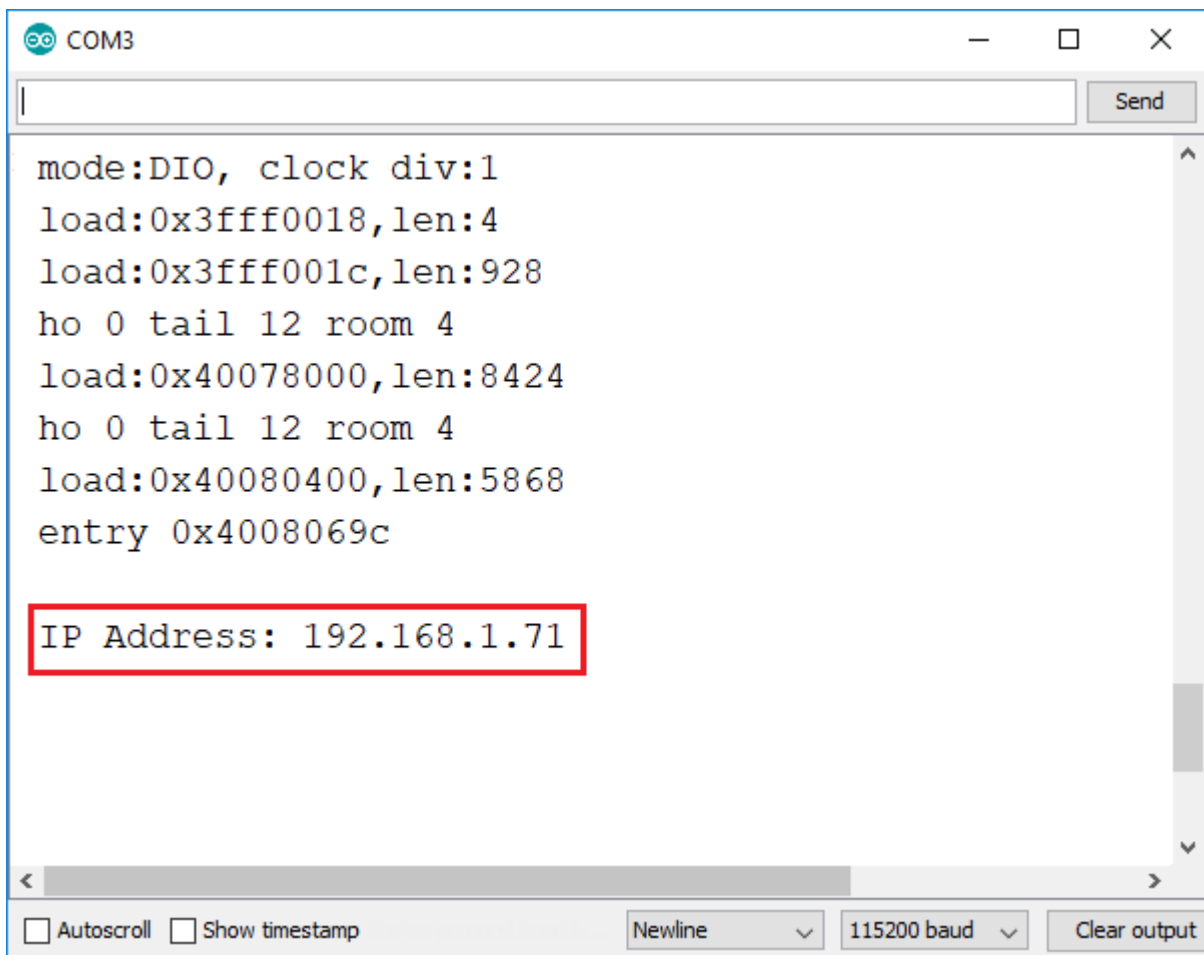 COM3
Send
mode:DIO, clock div:1
load:0x3fff0018,len:4
load:0x3fff001c,len:928
ho 0 tail 12 room 4
load:0x40078000,len:8424
ho 0 tail 12 room 4
load:0x40080400,len:5868
entry 0x4008069c
IP Address: 192.168.1.71
Autoscroll Show timestamp Newline 115200 baud Clear output